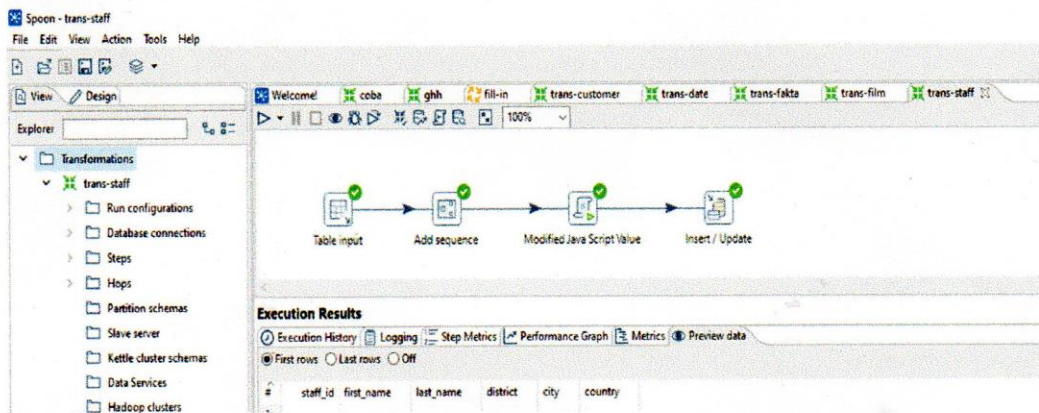 Spoon - trans-staff
File Edit View Action Tools Help
View Design
Welcome! coba ghh fill-in trans-customer trans-date trans-fakta trans-film trans-staff
Explorer
100%
Transformations
trans-staff
Run configurations
Database connections
Steps
Hops
Partition schemas
Slave server
Kettle cluster schemas
Data Services
Hadoop clusters
Table input Add sequence Modified Java Script Value Insert / Update
Execution Results
Execution History Logging Step Metrics Performance Graph Metrics Preview data
First rows Last rows Off
# staff_id first_name last_name district city country